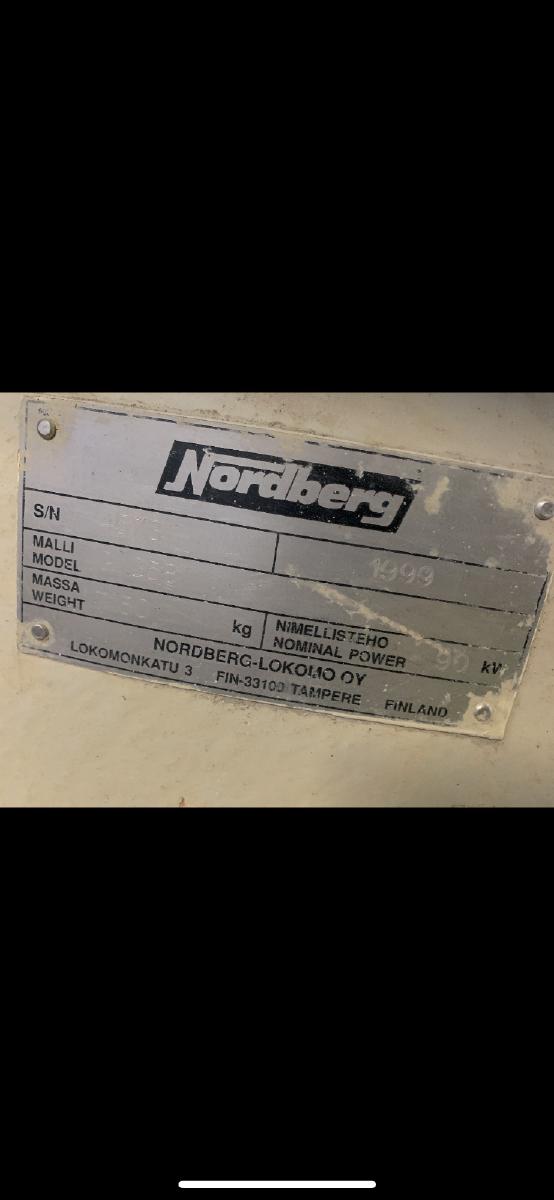 Nordberg
S/N
1999
MALLI
MODEL
MASSA
WEIGHT
kg
NIMELLISTEHO
NOMINAL POWER
90 kW
NORDBERG-LOKOMO OY
LOKOMONKATU 3 FIN-33100 TAMPERE FINLAND